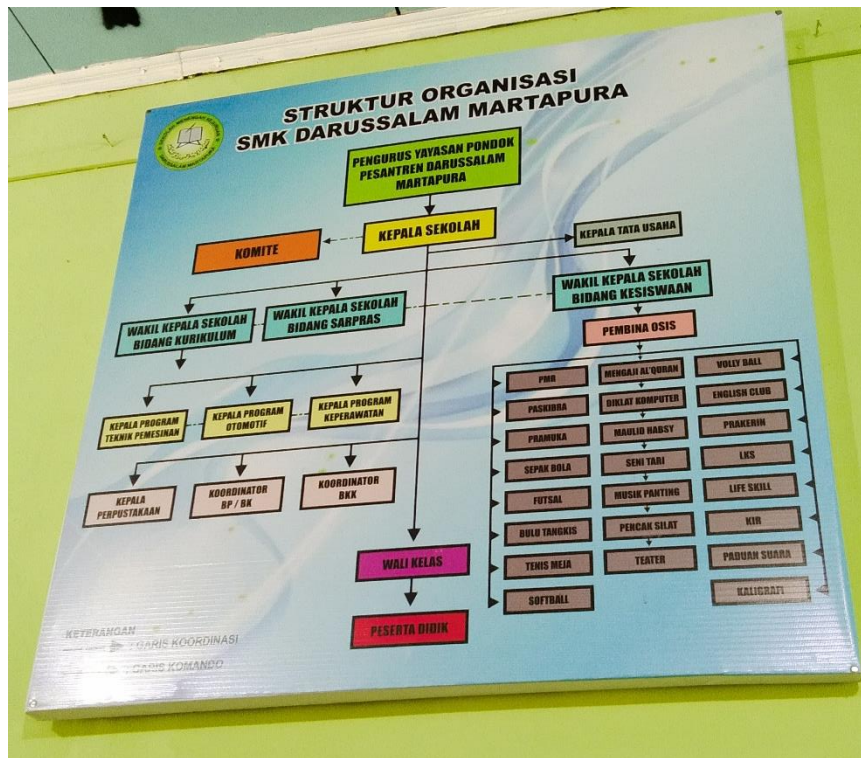 STRUKTUR ORGANISASI
SMK DARUSSALAM MARTAPURA
PENGURUS YAYASAN PONDOK
PESANTREN DARUSSALAM
MARTAPURA
KEPALA SEKOLAH
KOMITE
KEPALA TATA USAHA
WAKIL KEPALA SEKOLAH
BIDANG KURIKULUM
WAKIL KEPALA SEKOLAH
BIDANG SARPRAS
WAKIL KEPALA SEKOLAH
BIDANG KESISWAAN
PEMBINA OSIS
KEPALA PROGRAM
TEKNIK PEMESINAN
KEPALA PROGRAM
OTOMOTIF
KEPALA PROGRAM
KEPERAWATAN
KEPALA
PERPUSTAKAAN
KOORDINATOR
BP / BK
KOORDINATOR
BKK
PMR
PASKIBRA
PRAMUKA
SEPAK BOLA
FUTSAL
BULU TANGKIS
TENIS MEJA
SOFTBALL
MENGAJI AL'QURAN
DIKLAT KOMPUTER
MAULID HABSY
SENI TARI
MUSIK PANTING
PENCAK SILAT
TEATER
VOLLY BALL
ENGLISH CLUB
PRAKERIN
LKS
LIFE SKILL
KIR
PADUAN SUARA
KALIGRAFI
WALI KELAS
PESERTA DIDIK
KETERANGAN
: GARIS KOORDINASI
: GARIS KOMANDO